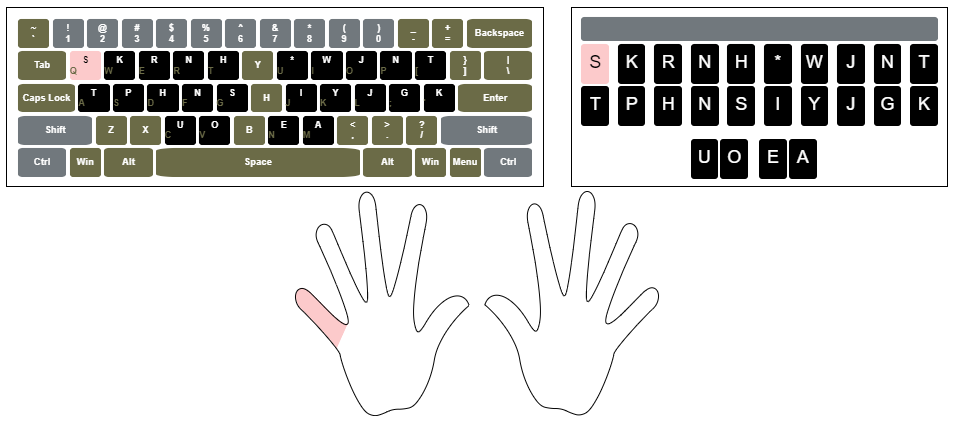 ~ ! @ # $ % ^ & * ( ) _ +
` 1 2 3 4 5 6 7 8 9 0 - = Backspace
Tab S K R N H Y * W J N T } |
Q W E R T U I O P [ ] \
Caps Lock T P H N S H I Y J G K Enter
A S D F G J K L ; '
Shift Z X U O B E A < > ? Shift
C V N M , . /
Ctrl Win Alt Space Alt Win Menu Ctrl
S K R N H * W J N T
T P H N S I Y J G K
U O E A